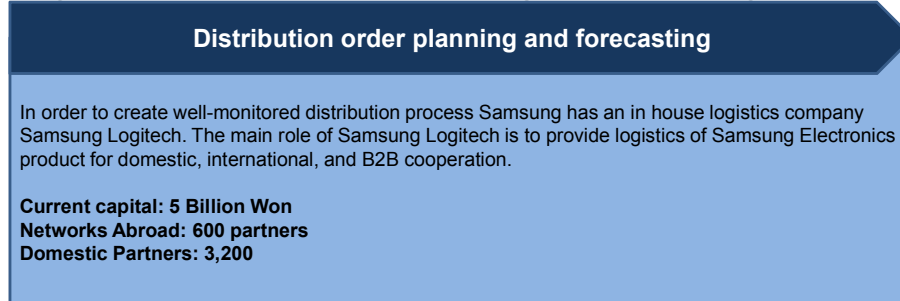 Distribution order planning and forecasting
In order to create well-monitored distribution process Samsung has an in house logistics company
Samsung Logitech. The main role of Samsung Logitech is to provide logistics of Samsung Electronics
product for domestic, international, and B2B cooperation.
Current capital: 5 Billion Won
Networks Abroad: 600 partners
Domestic Partners: 3,200